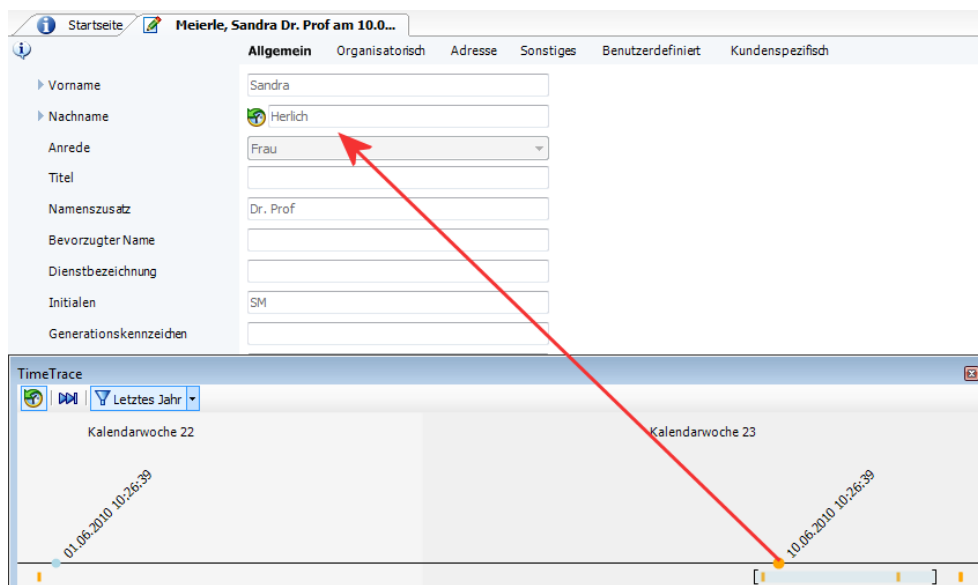 Startseite Meierle, Sandra Dr. Prof am 10.0...
Allgemein Organisatorisch Adresse Sonstiges Benutzerdefiniert Kundenspezifisch
Vorname Sandra
Nachname Herlich
Anrede Frau
Titel
Namenszusatz Dr. Prof
Bevorzugter Name
Dienstbezeichnung
Initialen SM
Generationskennzeichen
TimeTrace
Letztes Jahr
Kalendarwoche 22 Kalendarwoche 23
01.06.2010 10:26:39 10.06.2010 10:26:39